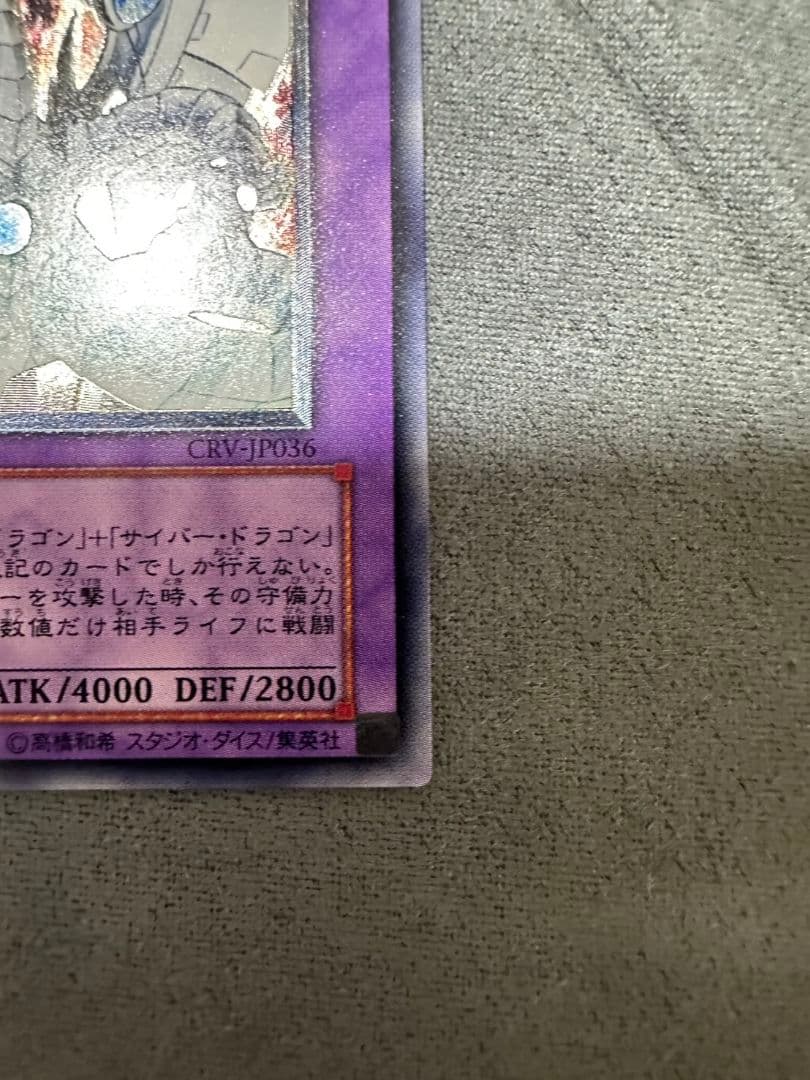 CRV-JP036
ドラゴン」+「サイバー・ドラゴン」
記のカードでしか行えない。
ーを攻撃した時、その守備力
数値だけ相手ライフに戦闘
ATK/4000 DEF/2800
©高橋和希 スタジオ・ダイス/集英社